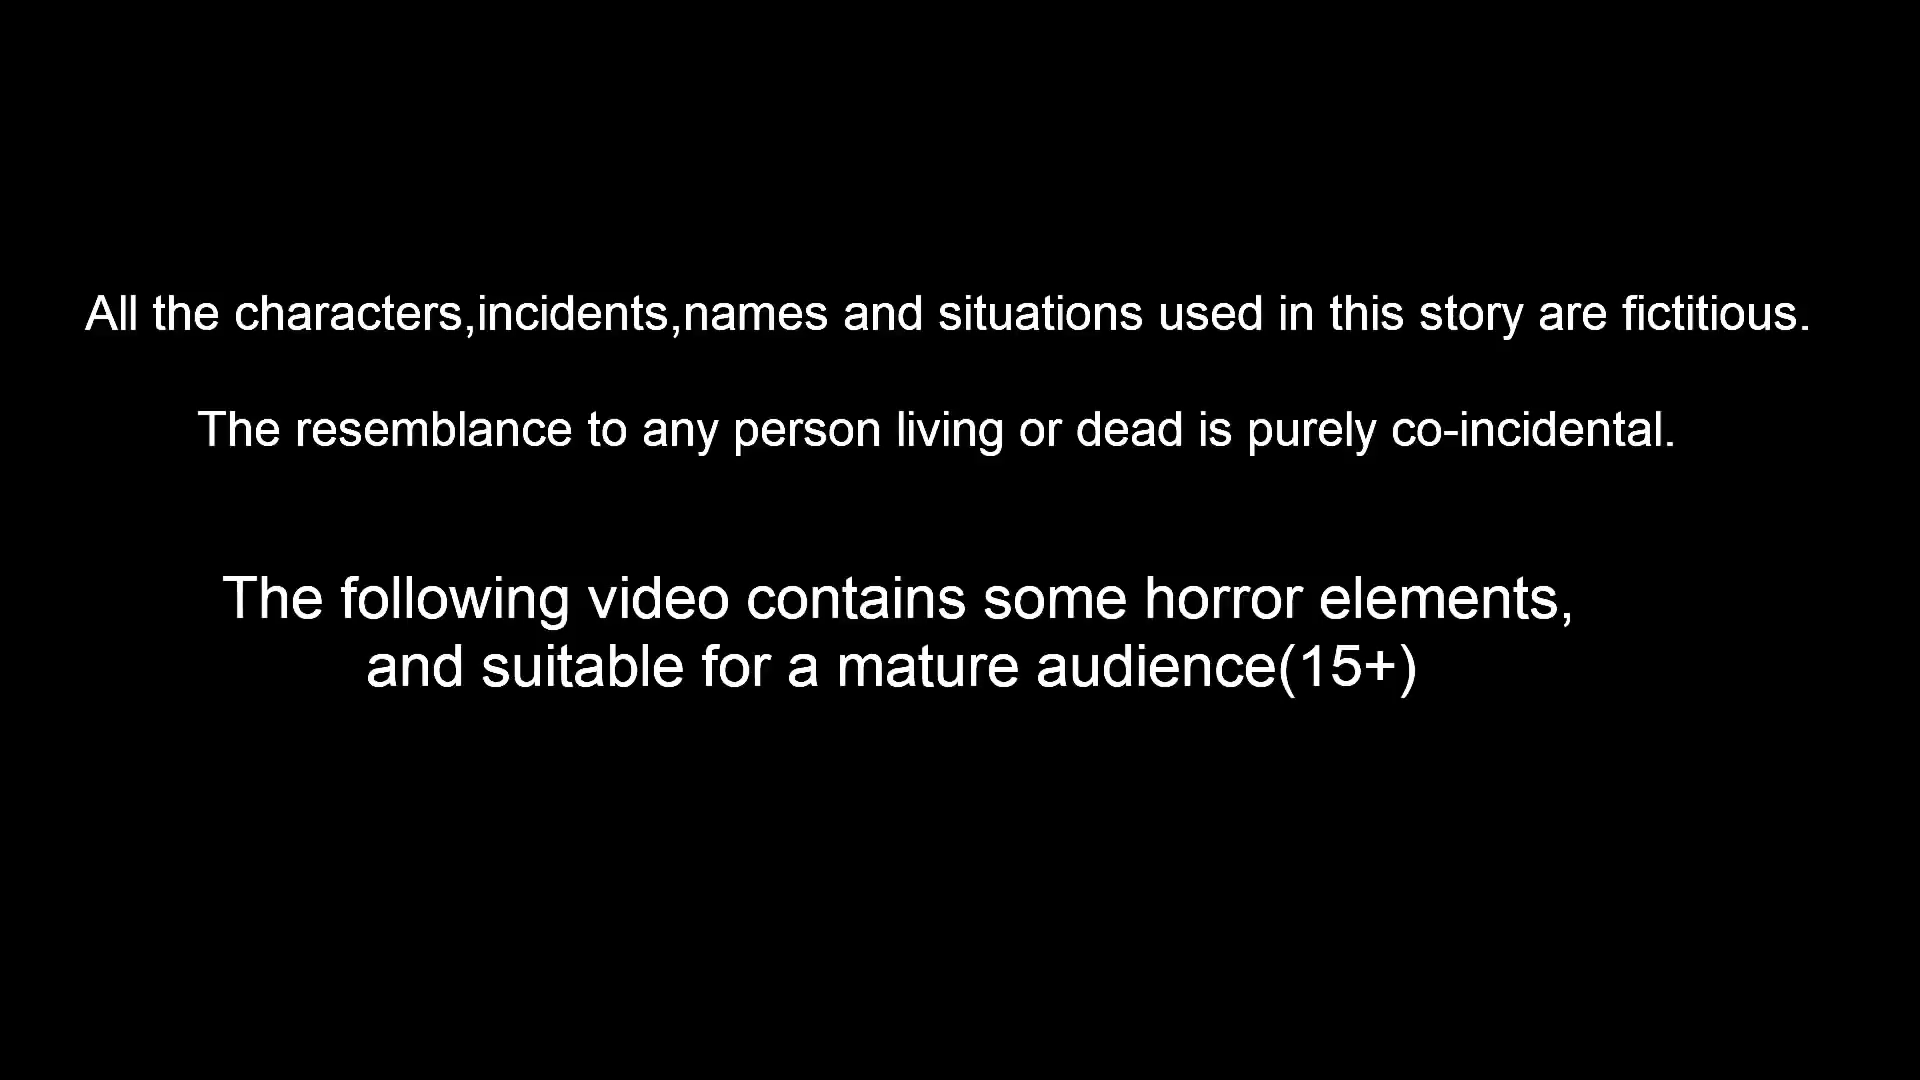 All the characters,incidents,names and situations used in this story are fictitious.
The resemblance to any person living or dead is purely co-incidental.
The following video contains some horror elements,
and suitable for a mature audience(15+)